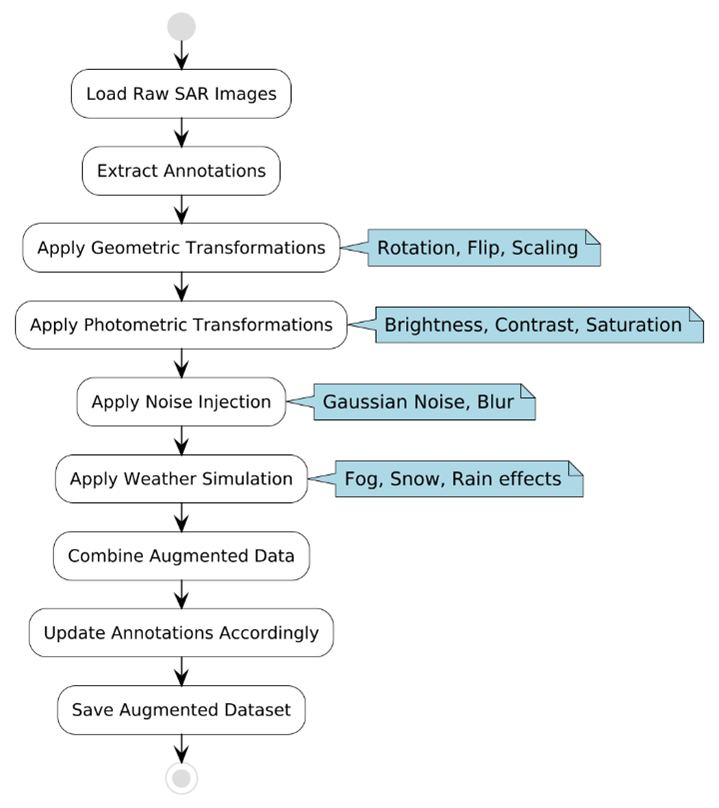 Load Raw SAR Images
Extract Annotations
Apply Geometric Transformations
Rotation, Flip, Scaling
Apply Photometric Transformations
Brightness, Contrast, Saturation
Apply Noise Injection
Gaussian Noise, Blur
Apply Weather Simulation
Fog, Snow, Rain effects
Combine Augmented Data
Update Annotations Accordingly
Save Augmented Dataset